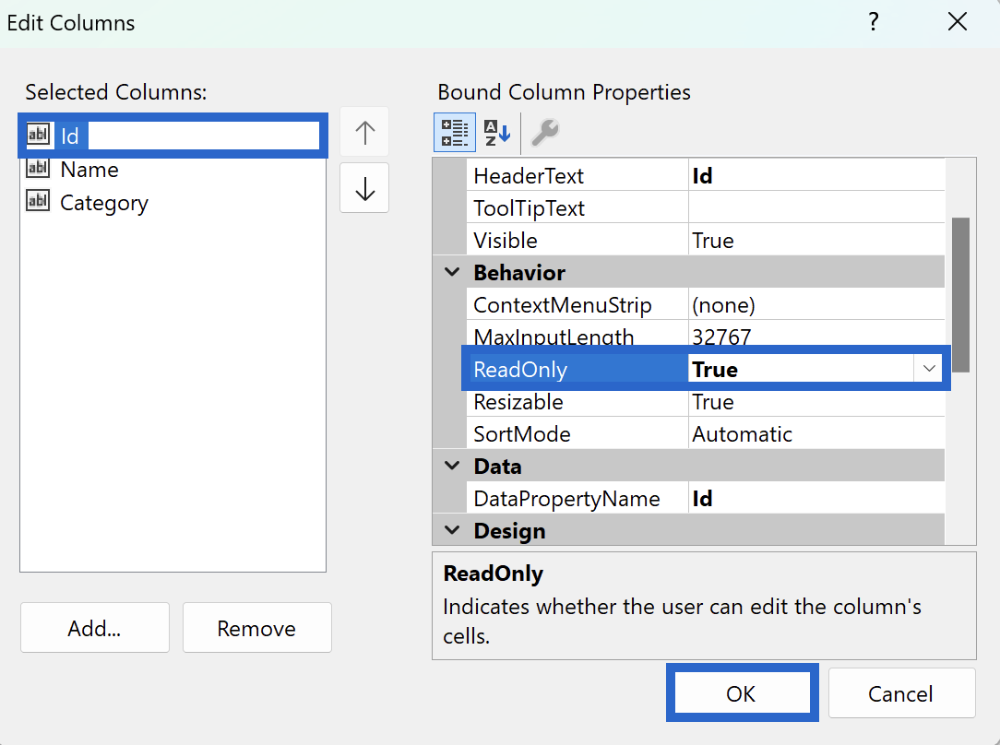 Edit Columns ?
Selected Columns:
abl Id
abl Name
abl Category
Add... Remove
Bound Column Properties
A
Z
HeaderText Id
ToolTipText
Visible True
Behavior
ContextMenuStrip (none)
MaxInputLength 32767
ReadOnly True
Resizable True
SortMode Automatic
Data
DataPropertyName Id
Design
ReadOnly
Indicates whether the user can edit the column's
cells.
OK Cancel